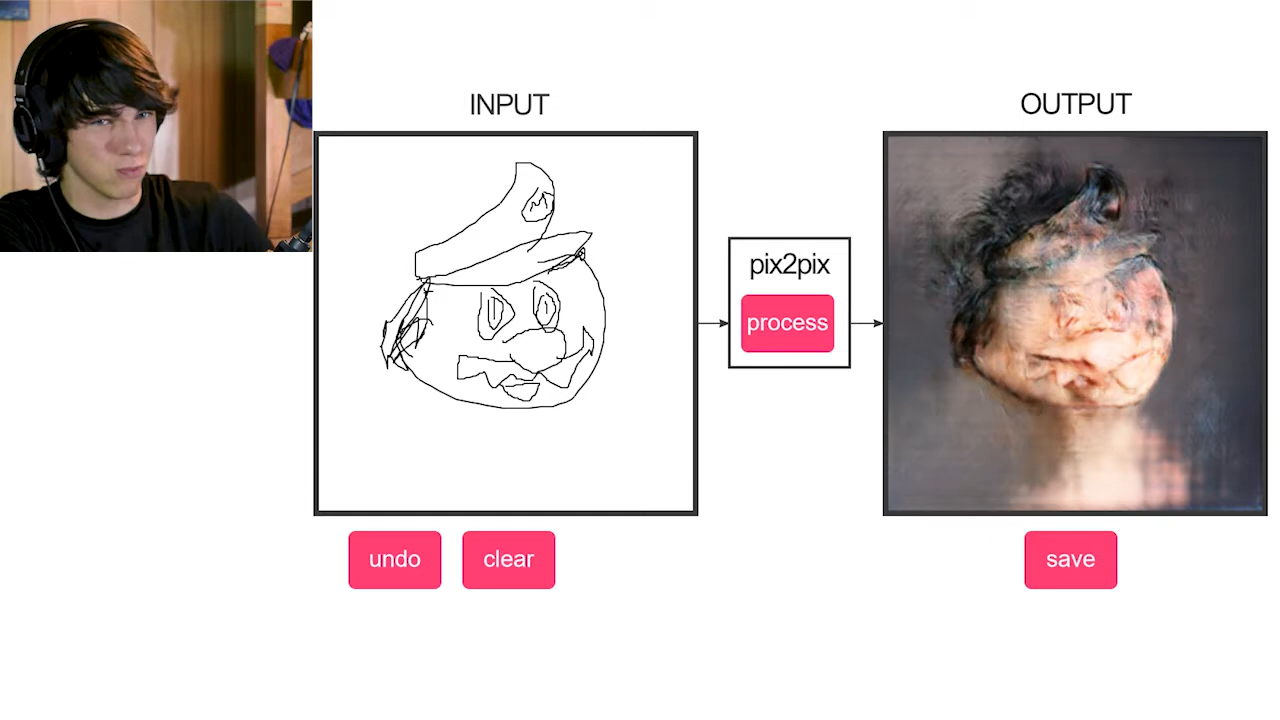 INPUT
OUTPUT
M
pix2pix
process
undo
clear
save